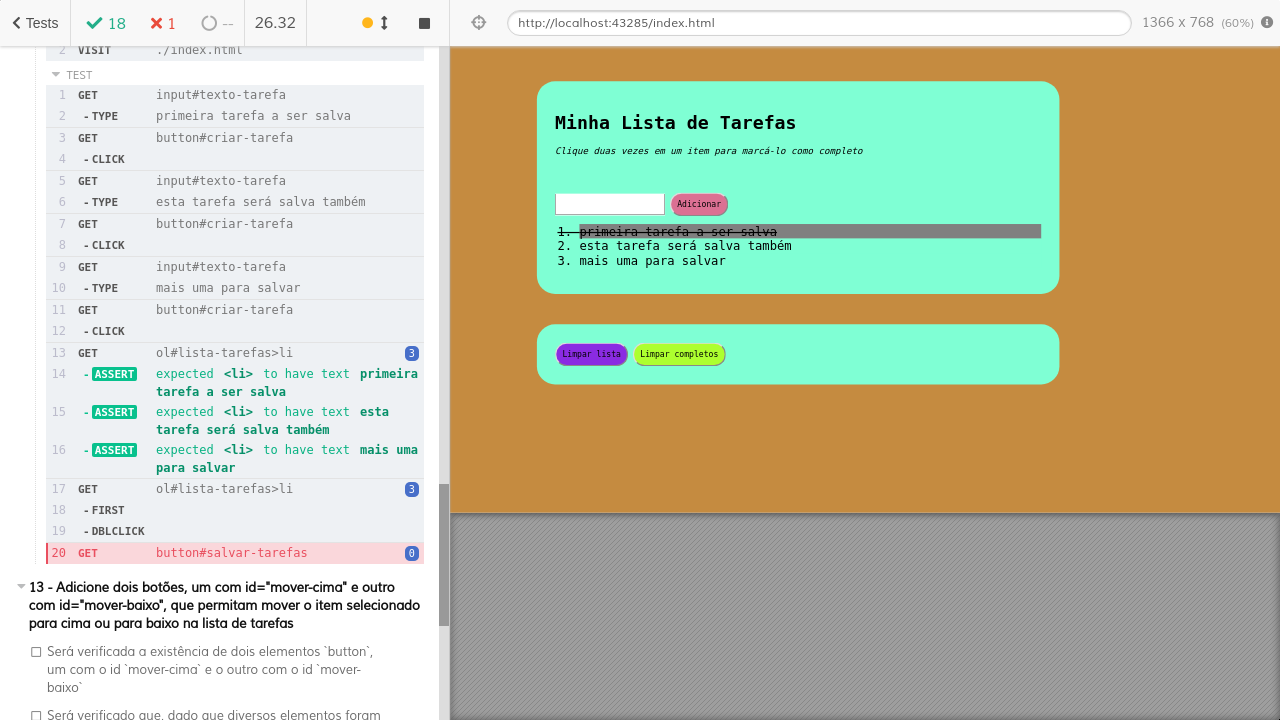 Tests
18
1
--
26.32
http://localhost:43285/index.html
1366 x 768 (60%)
2 VISIT ./index.html
TEST
1 GET input#texto-tarefa
2 - TYPE primeira tarefa a ser salva
3 GET button#criar-tarefa
4 - CLICK
5 GET input#texto-tarefa
6 - TYPE esta tarefa será salva também
7 GET button#criar-tarefa
8 - CLICK
9 GET input#texto-tarefa
10 - TYPE mais uma para salvar
11 GET button#criar-tarefa
12 - CLICK
13 GET ol#lista-tarefas>li 3
14 - ASSERT expected <li> to have text primeira
tarefa a ser salva
15 - ASSERT expected <li> to have text esta
tarefa será salva também
16 - ASSERT expected <li> to have text mais uma
para salvar
17 GET ol#lista-tarefas>li 3
18 - FIRST
19 - DBLCLICK
20 GET button#salvar-tarefas 0
13 - Adicione dois botões, um com id="mover-cima" e outro
com id="mover-baixo", que permitam mover o item selecionado
para cima ou para baixo na lista de tarefas
Será verificada a existência de dois elementos `button`,
um com o id `mover-cima` e o outro com o id `mover-
baixo`
Será verificado que, dado que diversos elementos foram
Minha Lista de Tarefas
Clique duas vezes em um item para marcá-lo como completo
Adicionar
1. primeira tarefa a ser salva
2. esta tarefa será salva também
3. mais uma para salvar
Limpar lista
Limpar completos